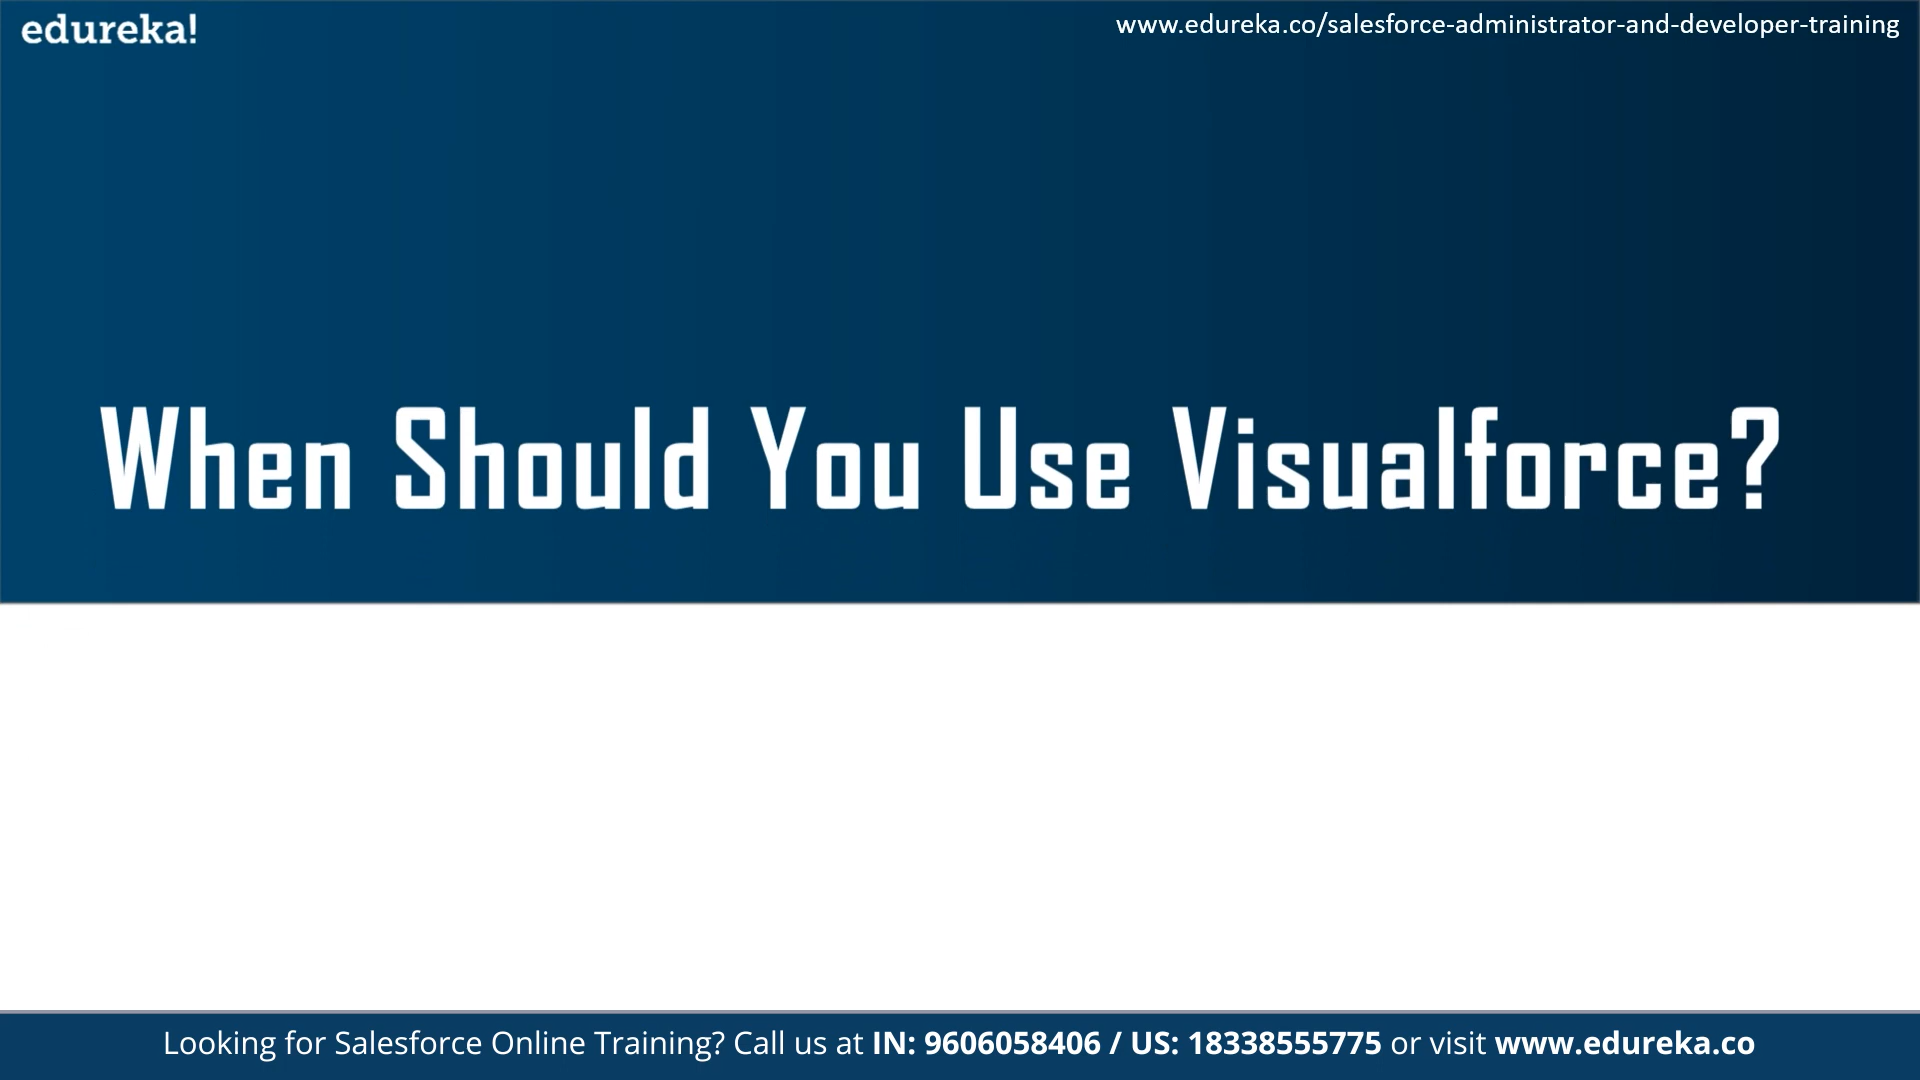 edureka!
www.edureka.co/salesforce-administrator-and-developer-training
When Should You Use Visualforce?
Looking for Salesforce Online Training? Call us at IN: 9606058406 / US: 18338555775 or visit www.edureka.co